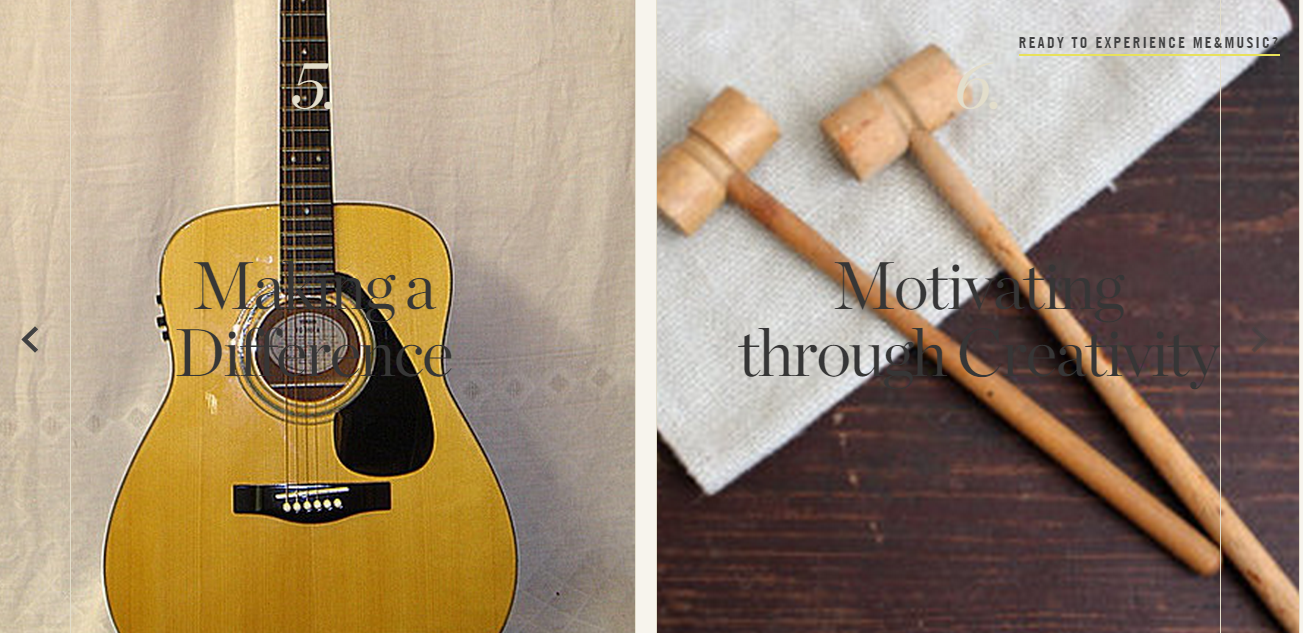 READY TO EXPERIENCE ME&MUSIC?
5.
Making a
Difference
6.
Motivating
through Creativity